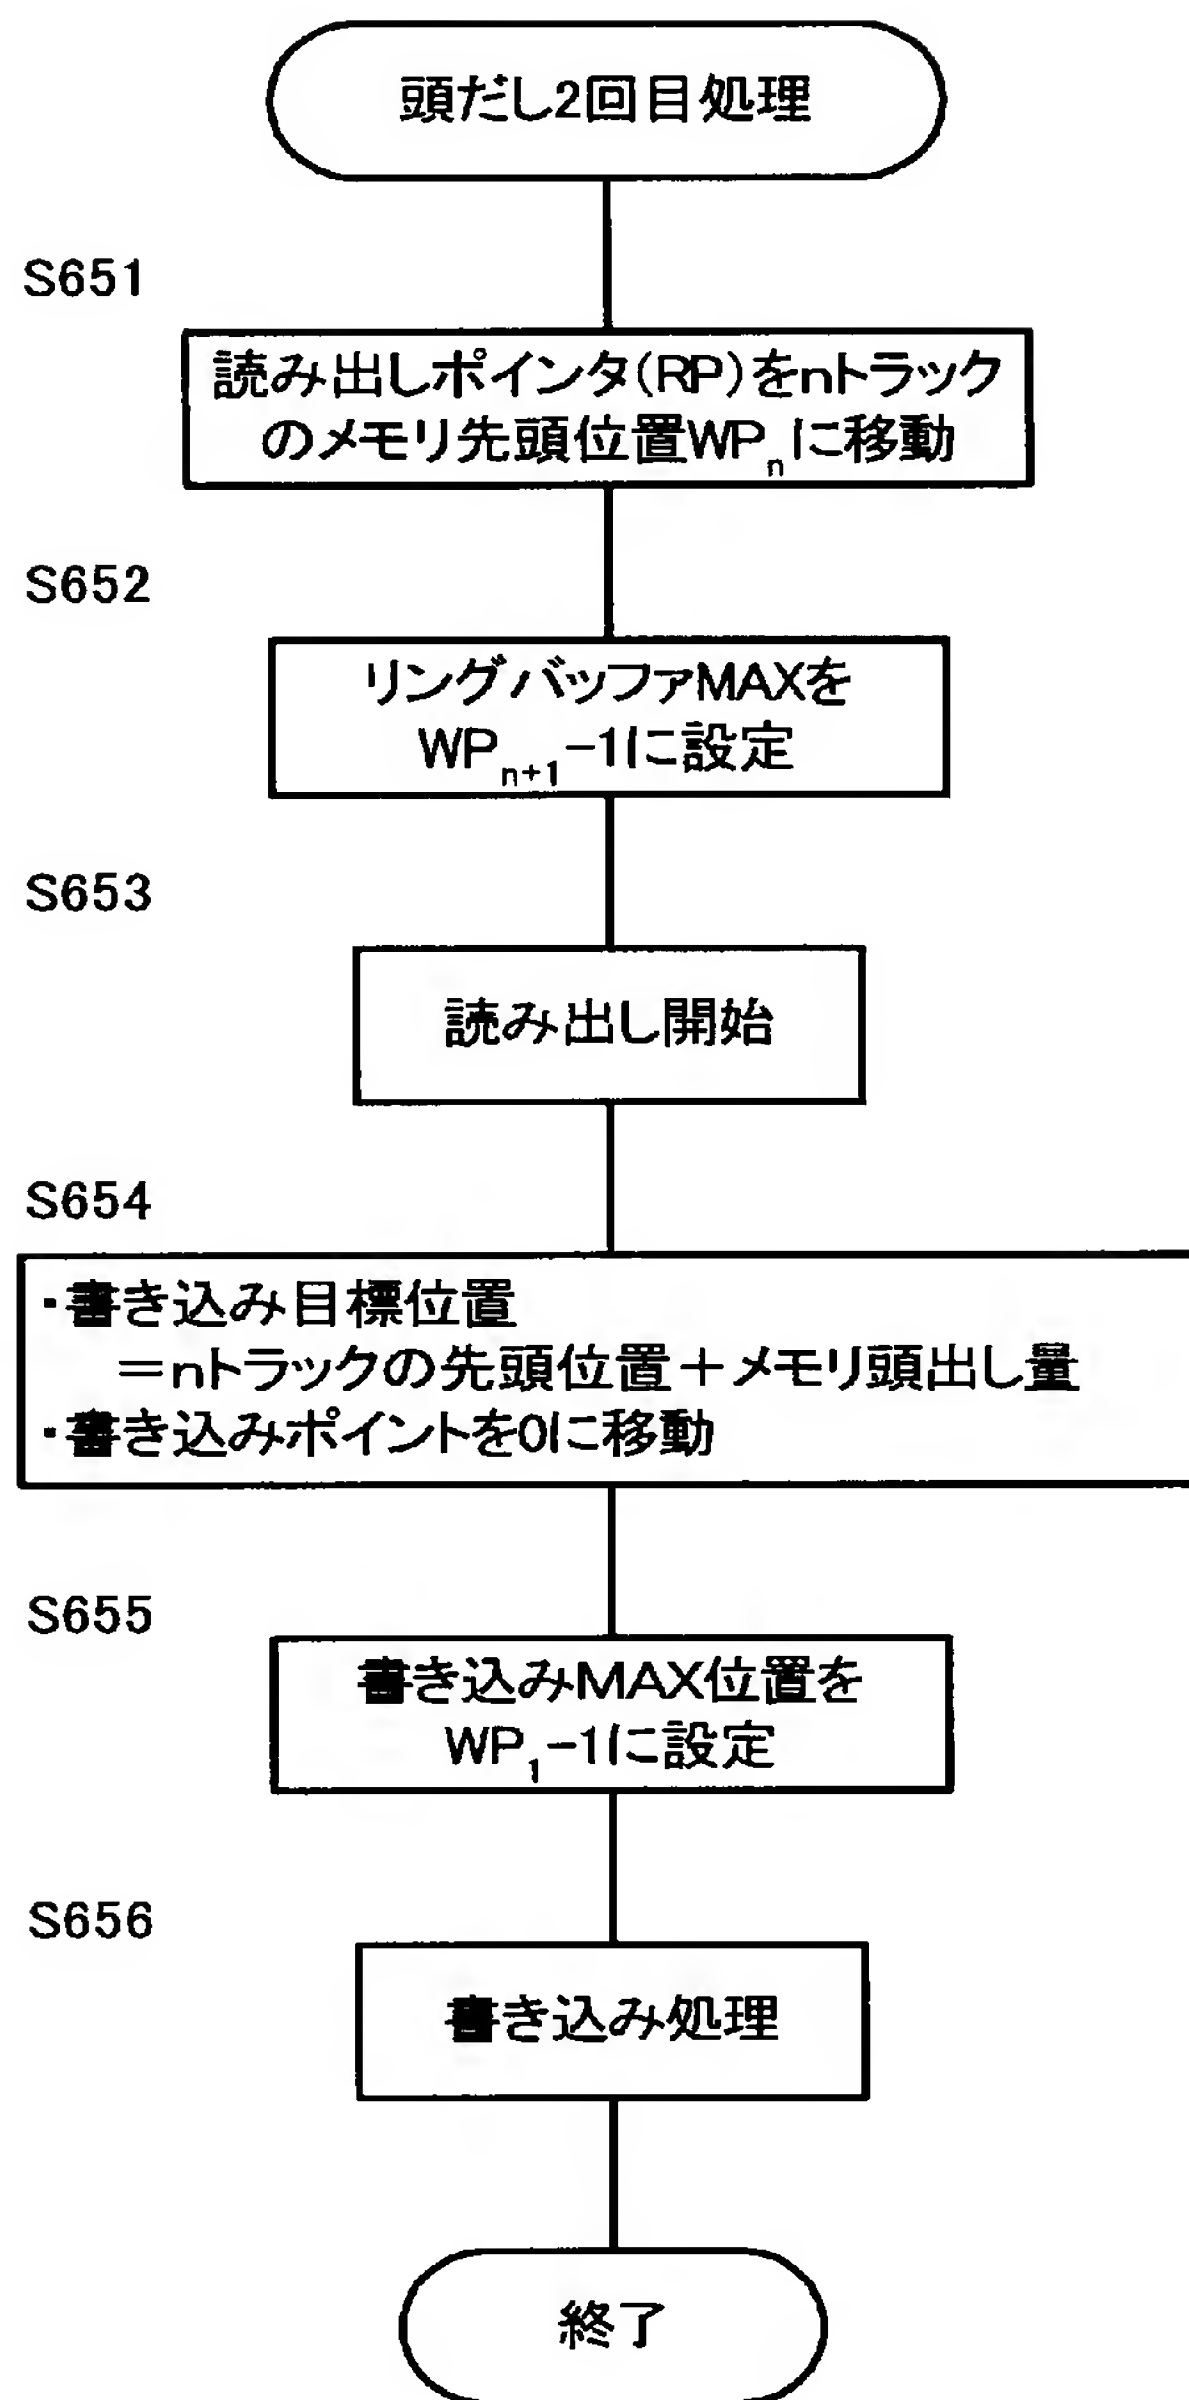 頭だし2回目処理
S651
読み出しポインタ(RP)をnトラック
のメモリ先頭位置WPnに移動
S652
リングバッファMAXを
WPn+1-1に設定
S653
読み出し開始
S654
・書き込み目標位置
＝nトラックの先頭位置＋メモリ頭出し量
・書き込みポイントを0に移動
S655
書き込みMAX位置を
WP1-1に設定
S656
書き込み処理
終了